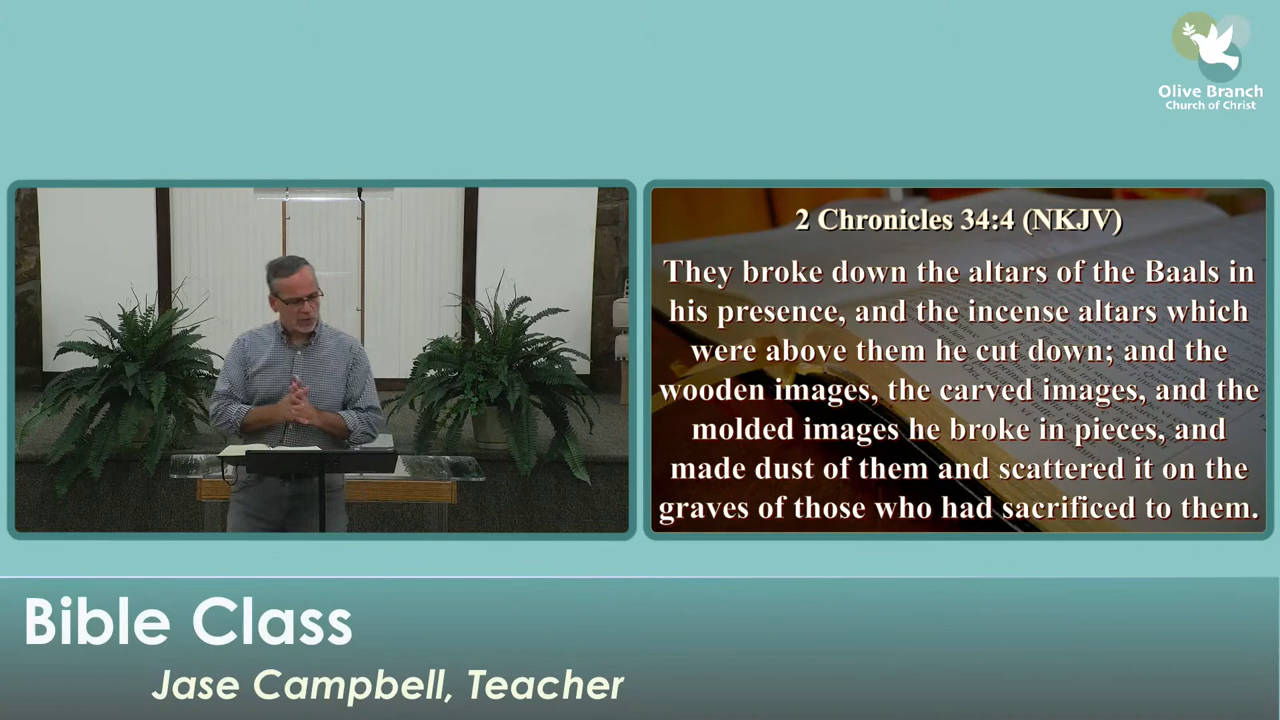 Olive Branch
Church of Christ
2 Chronicles 34:4 (NKJV)
They broke down the altars of the Baals in
his presence, and the incense altars which
were above them he cut down; and the
wooden images, the carved images, and the
molded images he broke in pieces, and
made dust of them and scattered it on the
graves of those who had sacrificed to them.
Bible Class
Jase Campbell, Teacher